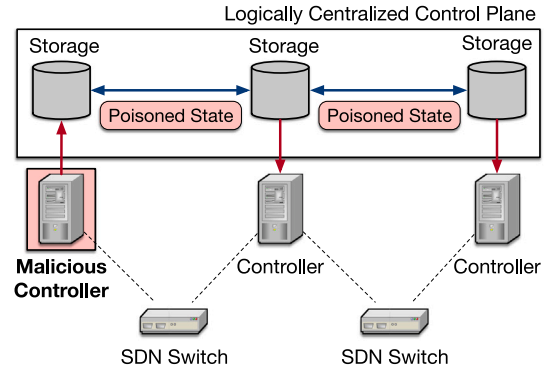 Logically Centralized Control Plane
Storage
Storage
Storage
Poisoned State
Poisoned State
Malicious
Controller
Controller
Controller
SDN Switch
SDN Switch